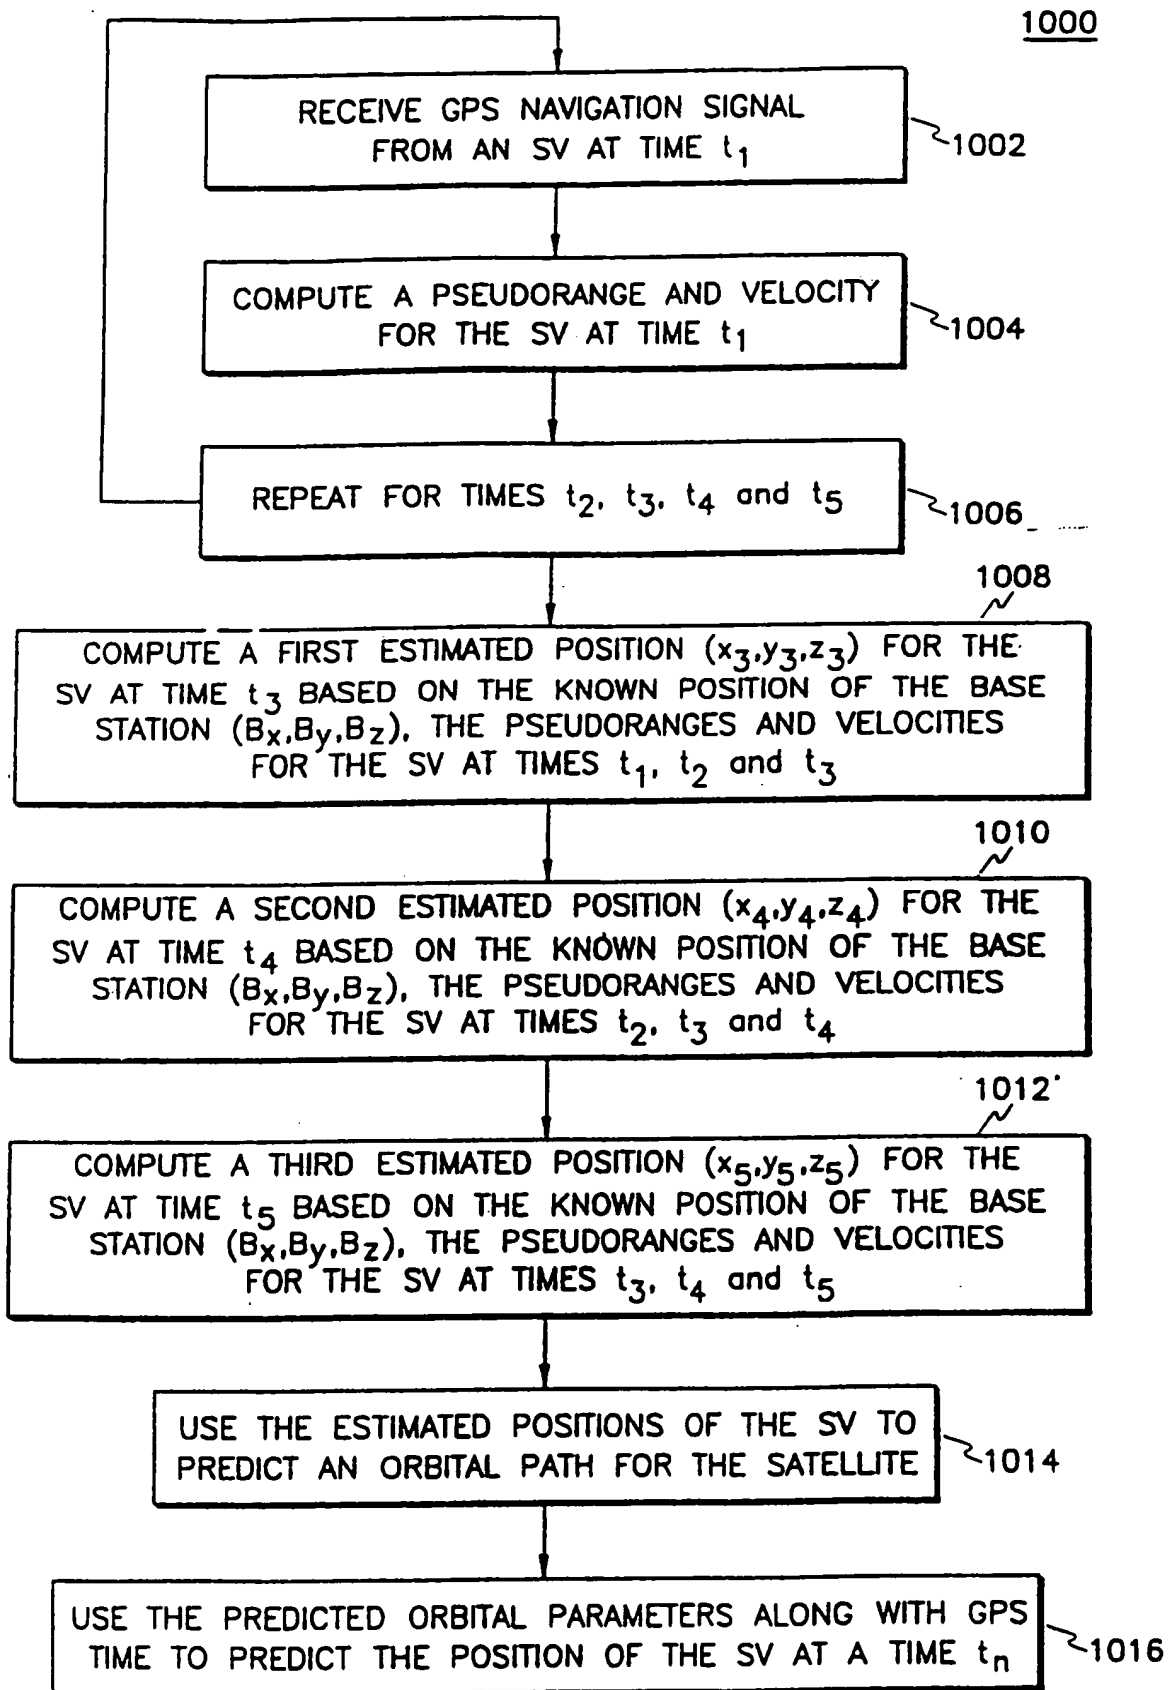 1000
RECEIVE GPS NAVIGATION SIGNAL
FROM AN SV AT TIME t1
1002
COMPUTE A PSEUDORANGE AND VELOCITY
FOR THE SV AT TIME t1
1004
REPEAT FOR TIMES t2, t3, t4 and t5
1006
1008
COMPUTE A FIRST ESTIMATED POSITION (x3,y3,z3) FOR THE
SV AT TIME t3 BASED ON THE KNOWN POSITION OF THE BASE
STATION (Bx,By,Bz), THE PSEUDORANGES AND VELOCITIES
FOR THE SV AT TIMES t1, t2 and t3
1010
COMPUTE A SECOND ESTIMATED POSITION (x4,y4,z4) FOR THE
SV AT TIME t4 BASED ON THE KNOWN POSITION OF THE BASE
STATION (Bx,By,Bz), THE PSEUDORANGES AND VELOCITIES
FOR THE SV AT TIMES t2, t3 and t4
1012
COMPUTE A THIRD ESTIMATED POSITION (x5,y5,z5) FOR THE
SV AT TIME t5 BASED ON THE KNOWN POSITION OF THE BASE
STATION (Bx,By,Bz), THE PSEUDORANGES AND VELOCITIES
FOR THE SV AT TIMES t3, t4 and t5
USE THE ESTIMATED POSITIONS OF THE SV TO
PREDICT AN ORBITAL PATH FOR THE SATELLITE
1014
USE THE PREDICTED ORBITAL PARAMETERS ALONG WITH GPS
TIME TO PREDICT THE POSITION OF THE SV AT A TIME tn
1016